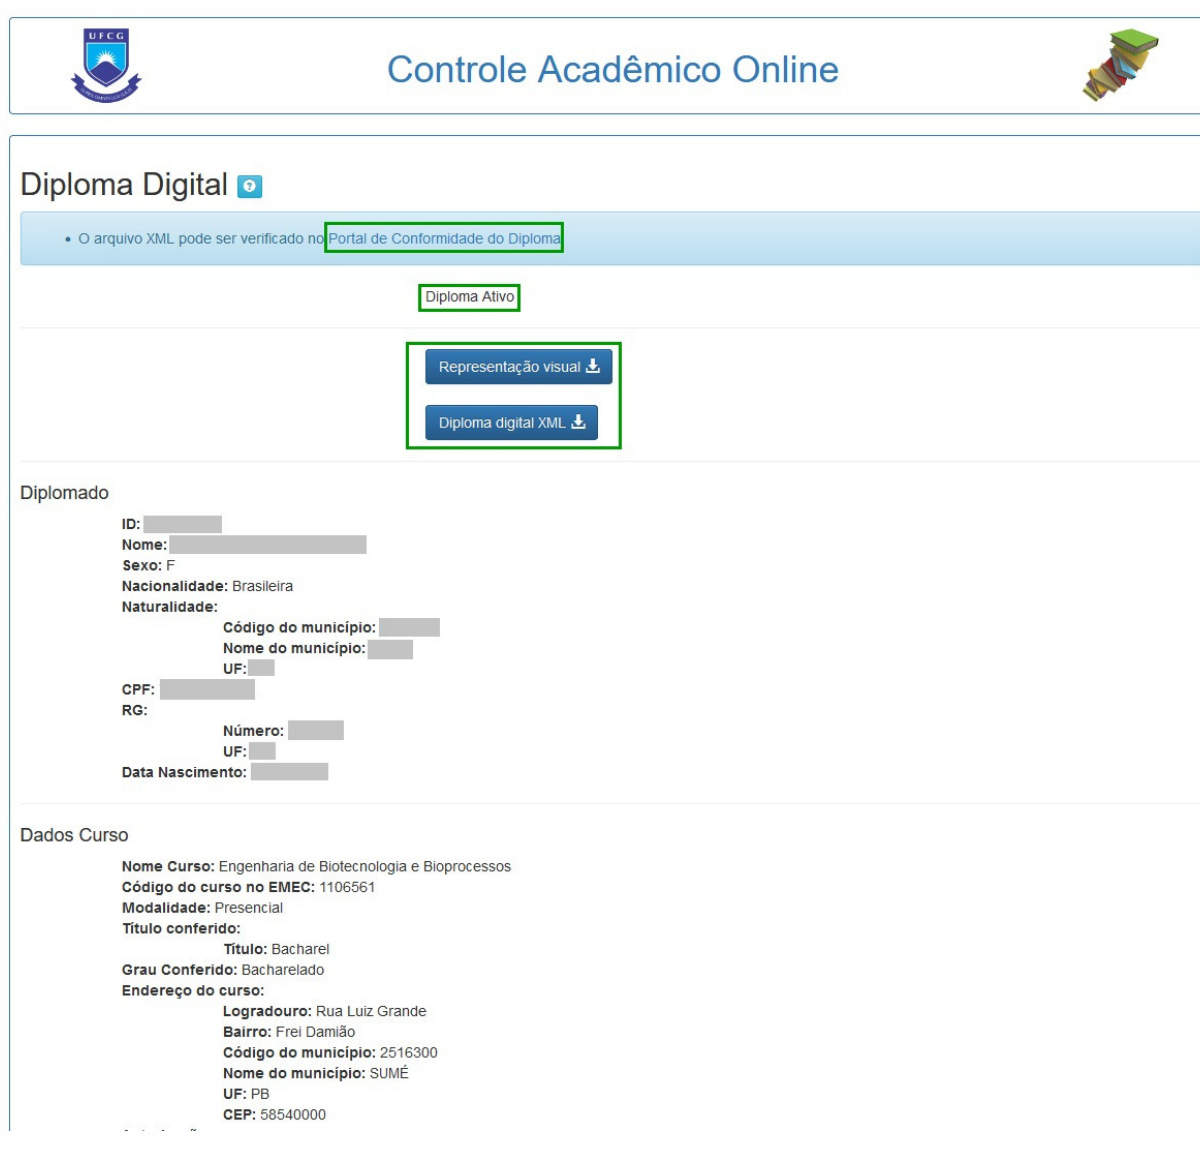 UFCG
Controle Acadêmico Online
Diploma Digital ?
• O arquivo XML pode ser verificado no Portal de Conformidade do Diploma
Diploma Ativo
Representação visual
Diploma digital XML
Diplomado
ID:
Nome:
Sexo: F
Nacionalidade: Brasileira
Naturalidade:
Código do município:
Nome do município:
UF:
CPF:
RG:
Número:
UF:
Data Nascimento:
Dados Curso
Nome Curso: Engenharia de Biotecnologia e Bioprocessos
Código do curso no EMEC: 1106561
Modalidade: Presencial
Título conferido:
Título: Bacharel
Grau Conferido: Bacharelado
Endereço do curso:
Logradouro: Rua Luiz Grande
Bairro: Frei Damião
Código do município: 2516300
Nome do município: SUMÉ
UF: PB
CEP: 58540000